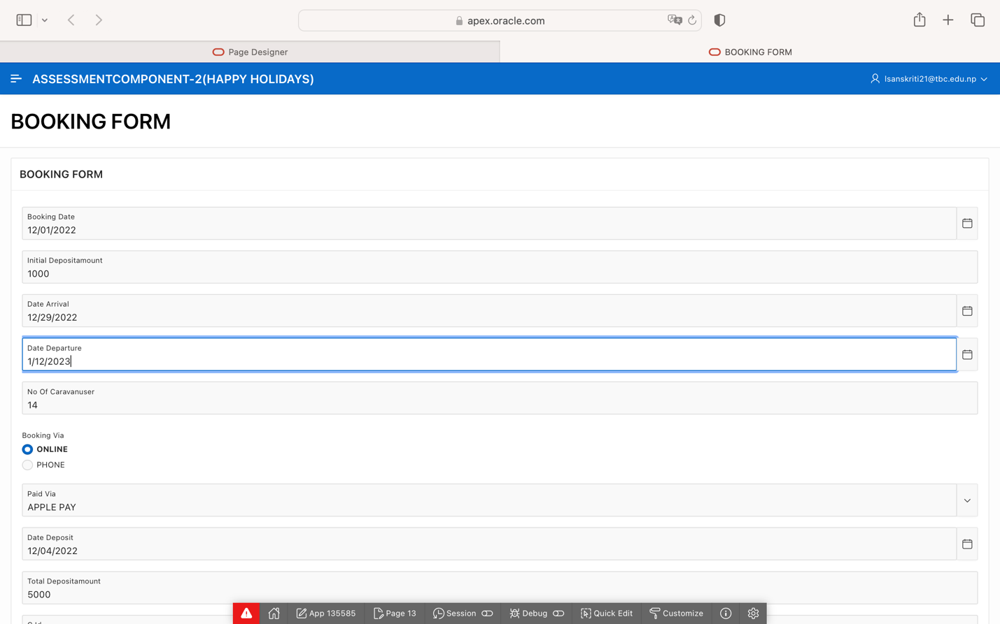 apex.oracle.com
Page Designer
BOOKING FORM
ASSESSMENTCOMPONENT-2(HAPPY HOLIDAYS)
lsanskriti21@tbc.edu.np
BOOKING FORM
BOOKING FORM
Booking Date
12/01/2022
Initial Depositamount
1000
Date Arrival
12/29/2022
Date Departure
1/12/2023
No Of Caravanuser
14
Booking Via
ONLINE
PHONE
Paid Via
APPLE PAY
Date Deposit
12/04/2022
Total Depositamount
5000
App 135585
Page 13
Session
Debug
Quick Edit
Customize